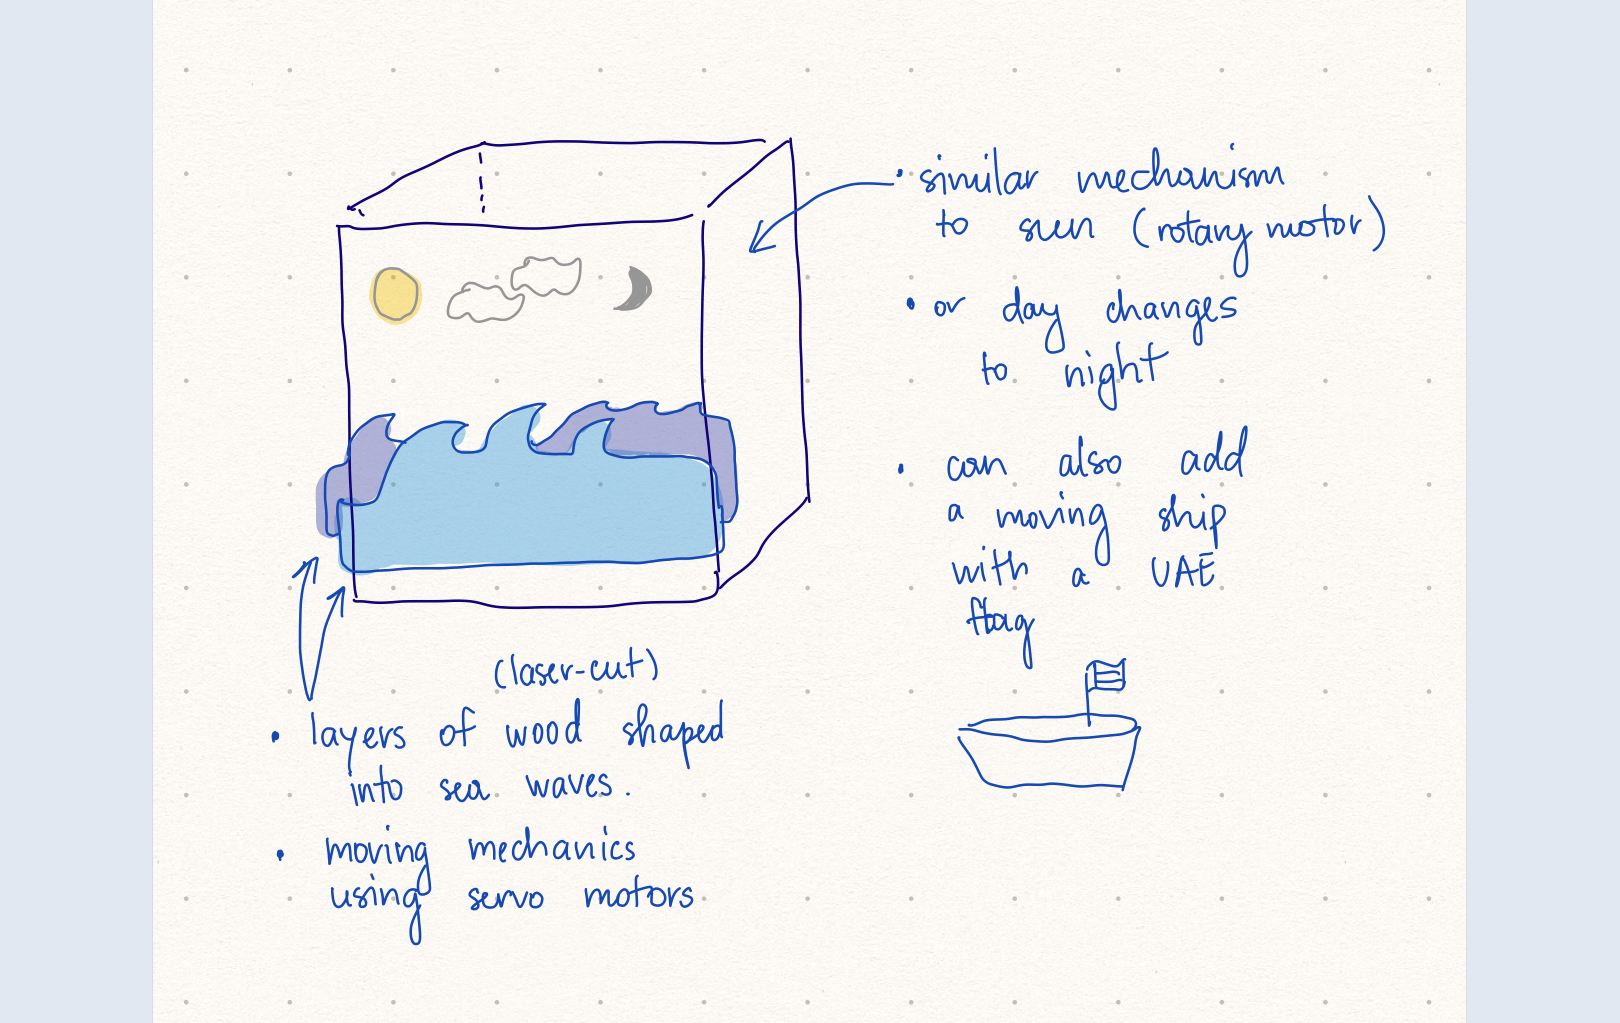 • similar mechanism
to sun (rotary motor)
• or day changes
to night
• can also add
a moving ship
with a UAE
flag
(laser-cut)
• layers of wood shaped
into sea waves.
• moving mechanics
using servo motors